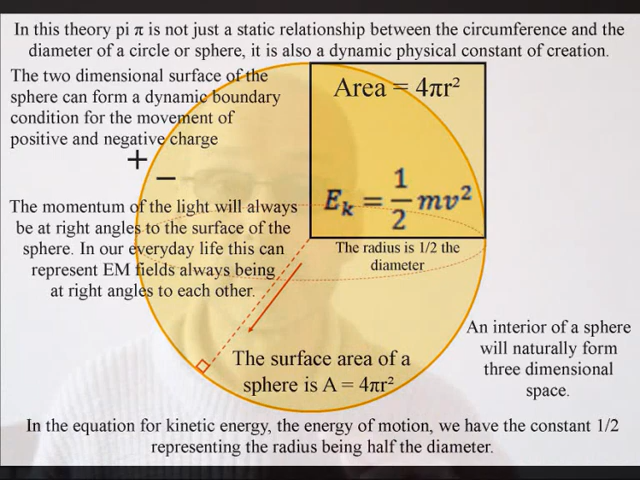 In this theory pi π is not just a static relationship between the circumference and the
diameter of a circle or sphere, it is also a dynamic physical constant of creation.
The two dimensional surface of the
sphere can form a dynamic boundary
condition for the movement of
positive and negative charge
+
−
Area = 4πr²
Eₖ = 1/2 mv²
The radius is 1/2 the
diameter
The momentum of the light will always
be at right angles to the surface of the
sphere. In our everyday life this can
represent EM fields always being
at right angles to each other.
An interior of a sphere
will naturally form
three dimensional
space.
The surface area of a
sphere is A = 4πr²
In the equation for kinetic energy, the energy of motion, we have the constant 1/2
representing the radius being half the diameter.